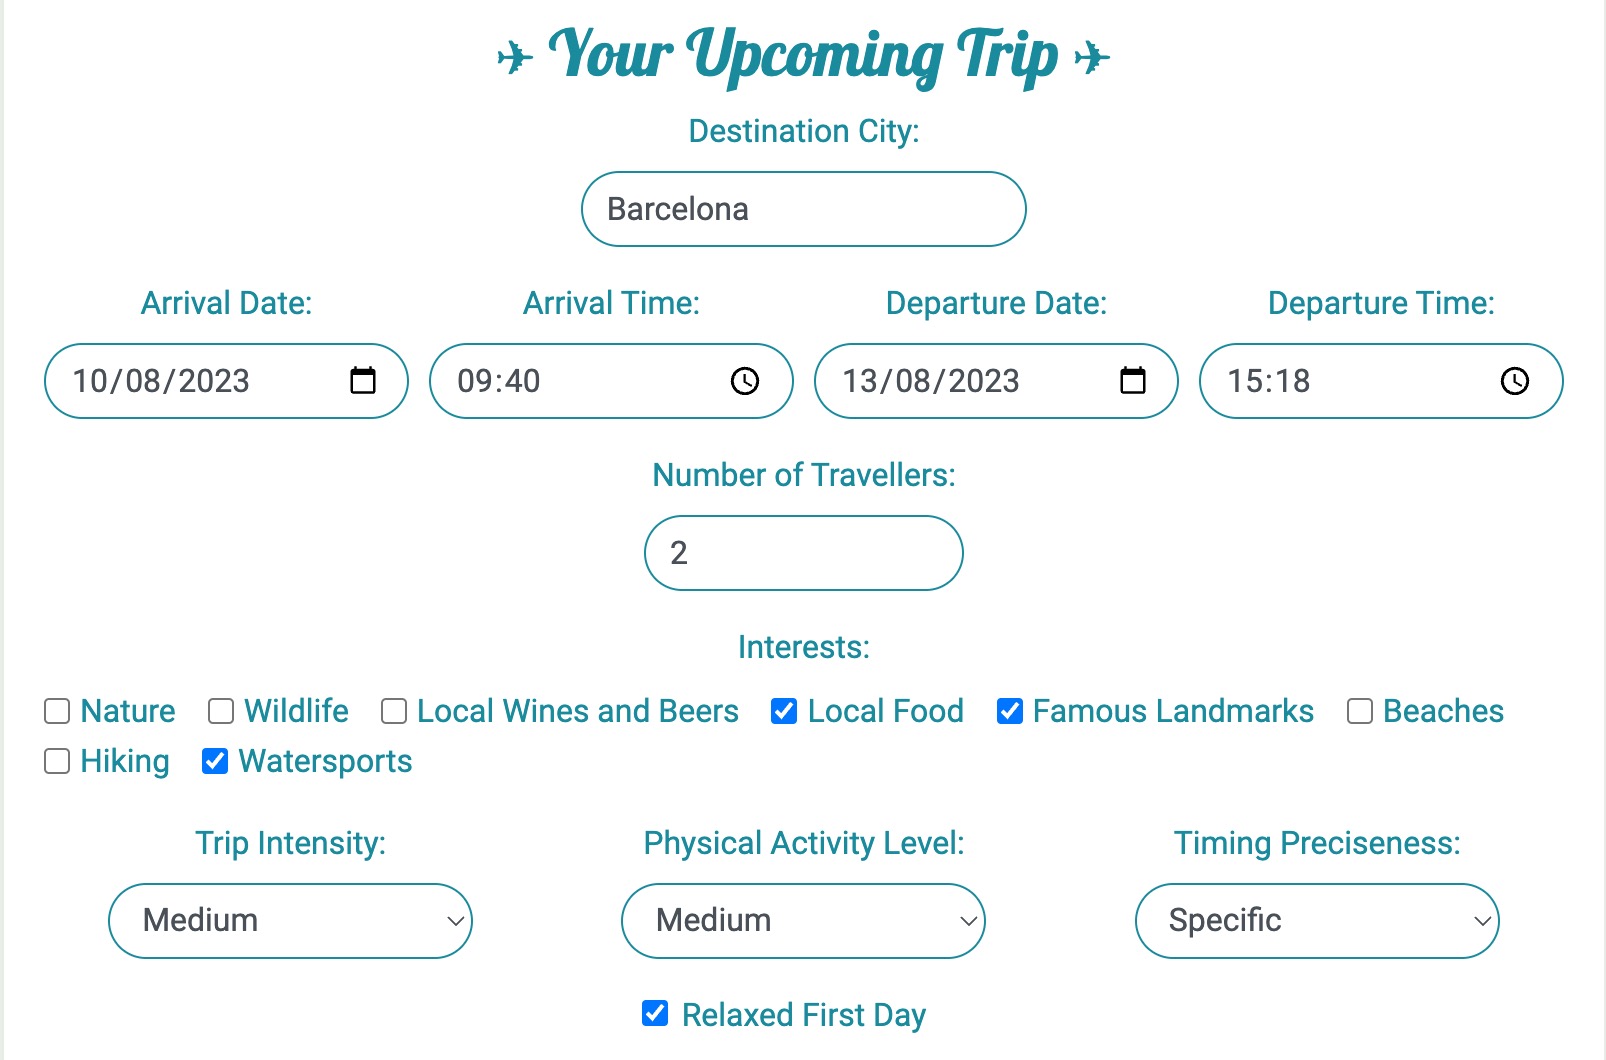 ✈ Your Upcoming Trip ✈
Destination City:
Barcelona
Arrival Date: Arrival Time: Departure Date: Departure Time:
10/08/2023 09:40 13/08/2023 15:18
Number of Travellers:
2
Interests:
Nature Wildlife Local Wines and Beers Local Food Famous Landmarks Beaches
Hiking Watersports
Trip Intensity: Physical Activity Level: Timing Preciseness:
Medium Medium Specific
Relaxed First Day